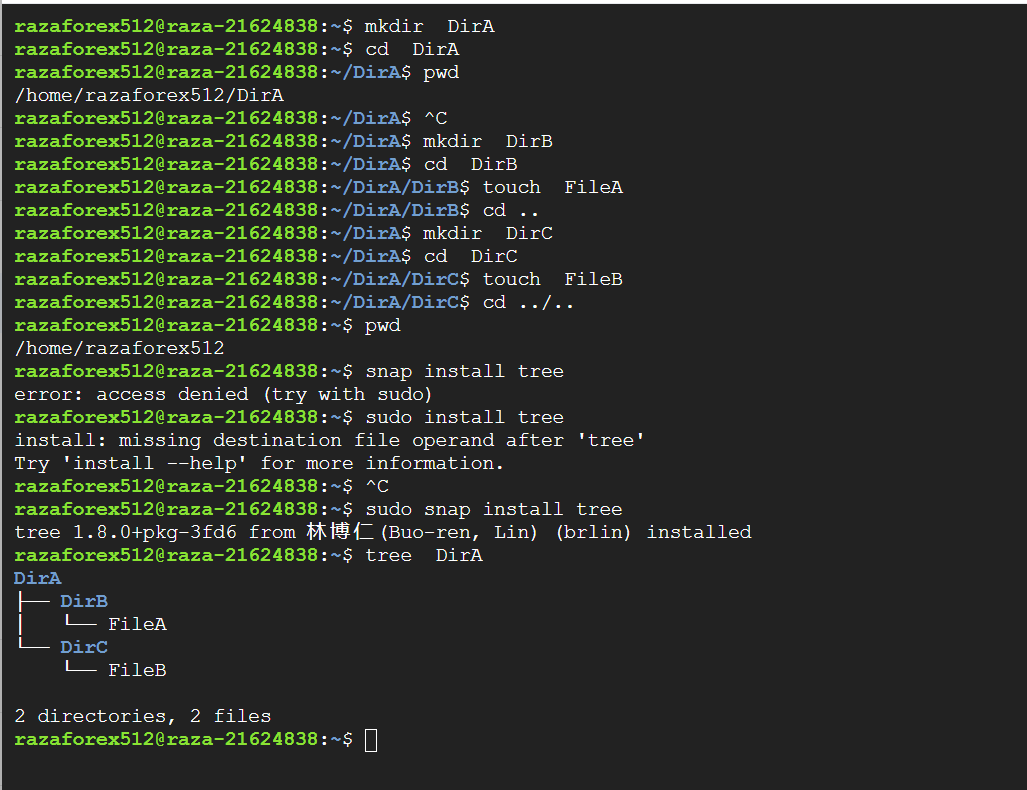 razaforex512@raza-21624838:~$ mkdir  DirA
razaforex512@raza-21624838:~$ cd  DirA
razaforex512@raza-21624838:~/DirA$ pwd
/home/razaforex512/DirA
razaforex512@raza-21624838:~/DirA$ ^C
razaforex512@raza-21624838:~/DirA$ mkdir  DirB
razaforex512@raza-21624838:~/DirA$ cd  DirB
razaforex512@raza-21624838:~/DirA/DirB$ touch  FileA
razaforex512@raza-21624838:~/DirA/DirB$ cd ..
razaforex512@raza-21624838:~/DirA$ mkdir  DirC
razaforex512@raza-21624838:~/DirA$ cd  DirC
razaforex512@raza-21624838:~/DirA/DirC$ touch  FileB
razaforex512@raza-21624838:~/DirA/DirC$ cd ../..
razaforex512@raza-21624838:~$ pwd
/home/razaforex512
razaforex512@raza-21624838:~$ snap install tree
error: access denied (try with sudo)
razaforex512@raza-21624838:~$ sudo install tree
install: missing destination file operand after 'tree'
Try 'install --help' for more information.
razaforex512@raza-21624838:~$ ^C
razaforex512@raza-21624838:~$ sudo snap install tree
tree 1.8.0+pkg-3fd6 from 林博仁(Buo-ren, Lin) (brlin) installed
razaforex512@raza-21624838:~$ tree  DirA
DirA
├── DirB
│   └── FileA
└── DirC
    └── FileB

2 directories, 2 files
razaforex512@raza-21624838:~$